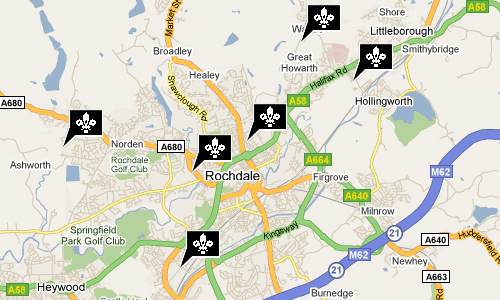 Market St
Shore
A58
Wa
Littleborough
Broadley
Great
Howarth
Smithybridge
Healey
Halifax Rd
Shawclough Rd
A680
A58
Hollingworth
Norden
A680
Ashworth
Rochdale
Golf Club
A664
Rochdale
Firgrove
M62
A640
Milnrow
Springfield
Park Golf Club
Kingsway
21
A640
Huddersfield R
M62
Newhey
21
A663
A58
Heywood
Burnedge